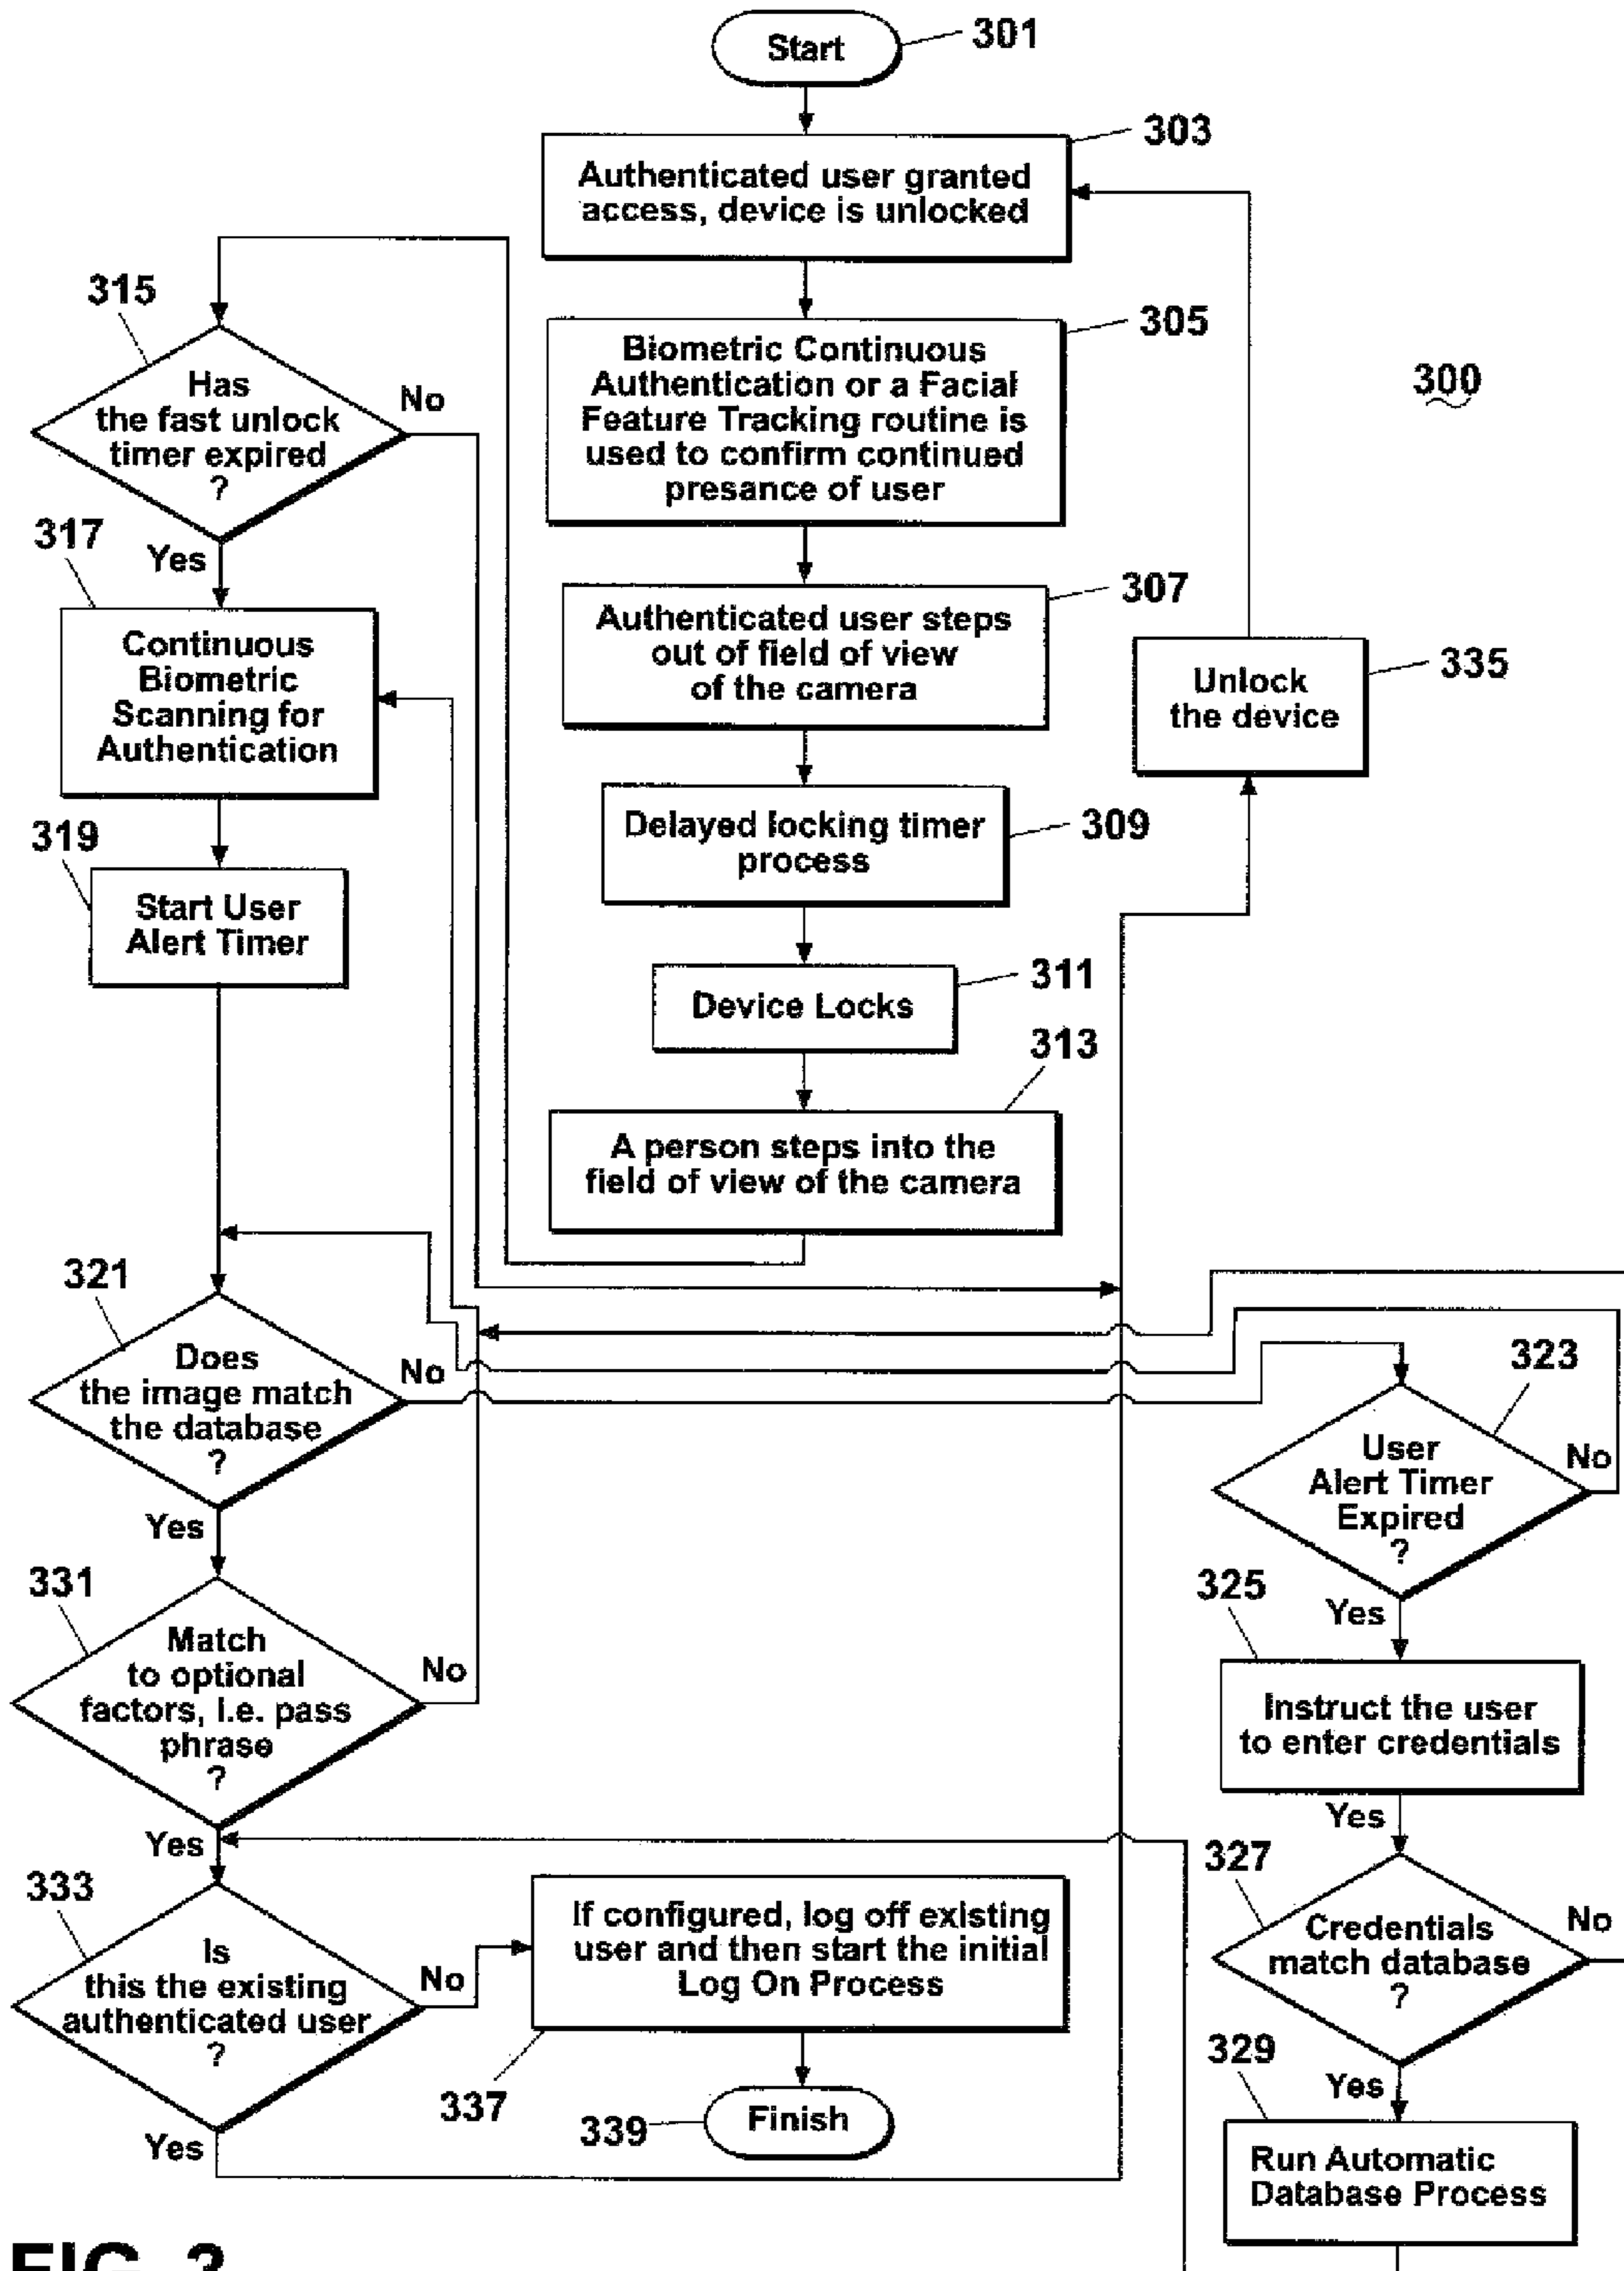 Start
301
303
Authenticated user granted
access, device is unlocked
305
Biometric Continuous
Authentication or a Facial
Feature Tracking routine is
used to confirm continued
presance of user
300
307
Authenticated user steps
out of field of view
of the camera
309
Delayed locking timer
process
311
Device Locks
313
A person steps into the
field of view of the camera
335
Unlock
the device
315
Has
the fast unlock
timer expired
?
No
Yes
317
Continuous
Biometric
Scanning for
Authentication
319
Start User
Alert Timer
321
Does
the image match
the database
?
No
Yes
323
User
Alert Timer
Expired
?
No
Yes
325
Instruct the user
to enter credentials
Yes
327
Credentials
match database
?
No
Yes
329
Run Automatic
Database Process
331
Match
to optional
factors, i.e. pass
phrase
?
No
Yes
333
Is
this the existing
authenticated user
?
No
Yes
If configured, log off existing
user and then start the initial
Log On Process
337
339
Finish
FIG.